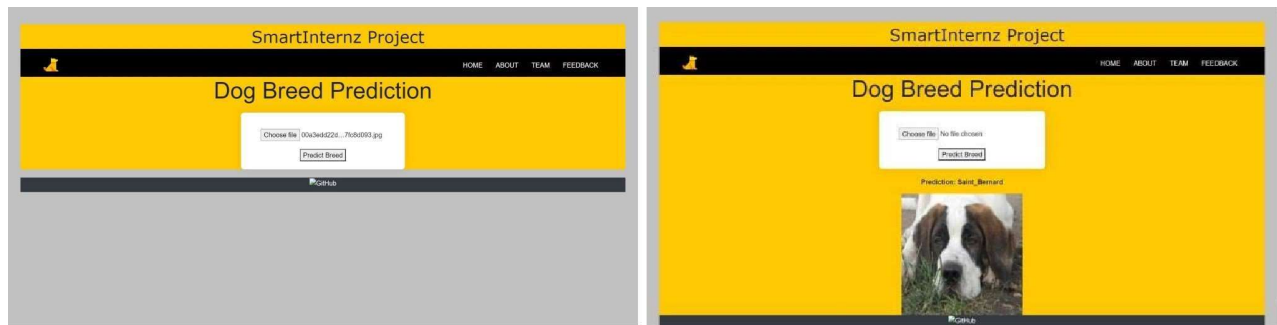 SmartInternz Project
HOME ABOUT TEAM FEEDBACK
Dog Breed Prediction
Choose file 00a3edd22d...7fc8d093.jpg
Predict Breed
GitHub
SmartInternz Project
HOME ABOUT TEAM FEEDBACK
Dog Breed Prediction
Choose file No file chosen
Predict Breed
Prediction: Saint_Bernard
GitHub